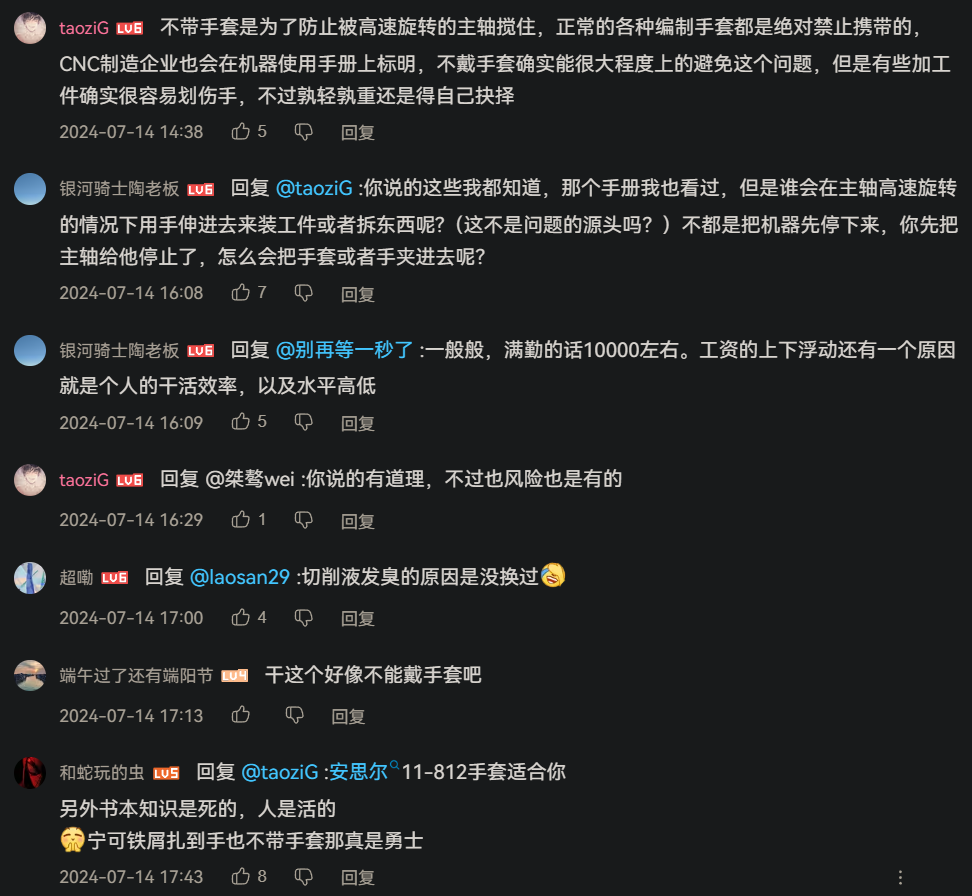 taoziG LV6 不带手套是为了防止被高速旋转的主轴搅住，正常的各种编制手套都是绝对禁止携带的，
CNC制造企业也会在机器使用手册上标明，不戴手套确实能很大程度上的避免这个问题，但是有些加工
件确实很容易划伤手，不过孰轻孰重还是得自己抉择
2024-07-14 14:38 5 回复
银河骑士陶老板 LV6 回复 @taoziG :你说的这些我都知道，那个手册我也看过，但是谁会在主轴高速旋转
的情况下用手伸进去来装工件或者拆东西呢?（这不是问题的源头吗？）不都是把机器先停下来，你先把
主轴给他停止了，怎么会把手套或者手夹进去呢?
2024-07-14 16:08 7 回复
银河骑士陶老板 LV6 回复 @别再等一秒了 :一般般，满勤的话10000左右。工资的上下浮动还有一个原因
就是个人的干活效率，以及水平高低
2024-07-14 16:09 5 回复
taoziG LV6 回复 @桀骜wei :你说的有道理，不过也风险也是有的
2024-07-14 16:29 1 回复
超嘞 LV6 回复 @laosan29 :切削液发臭的原因是没换过
2024-07-14 17:00 4 回复
端午过了还有端阳节 LV4 干这个好像不能戴手套吧
2024-07-14 17:13 回复
和蛇玩的虫 LV5 回复 @taoziG :安思尔11-812手套适合你
另外书本知识是死的，人是活的
宁可铁屑扎到手也不带手套那真是勇士
2024-07-14 17:43 8 回复